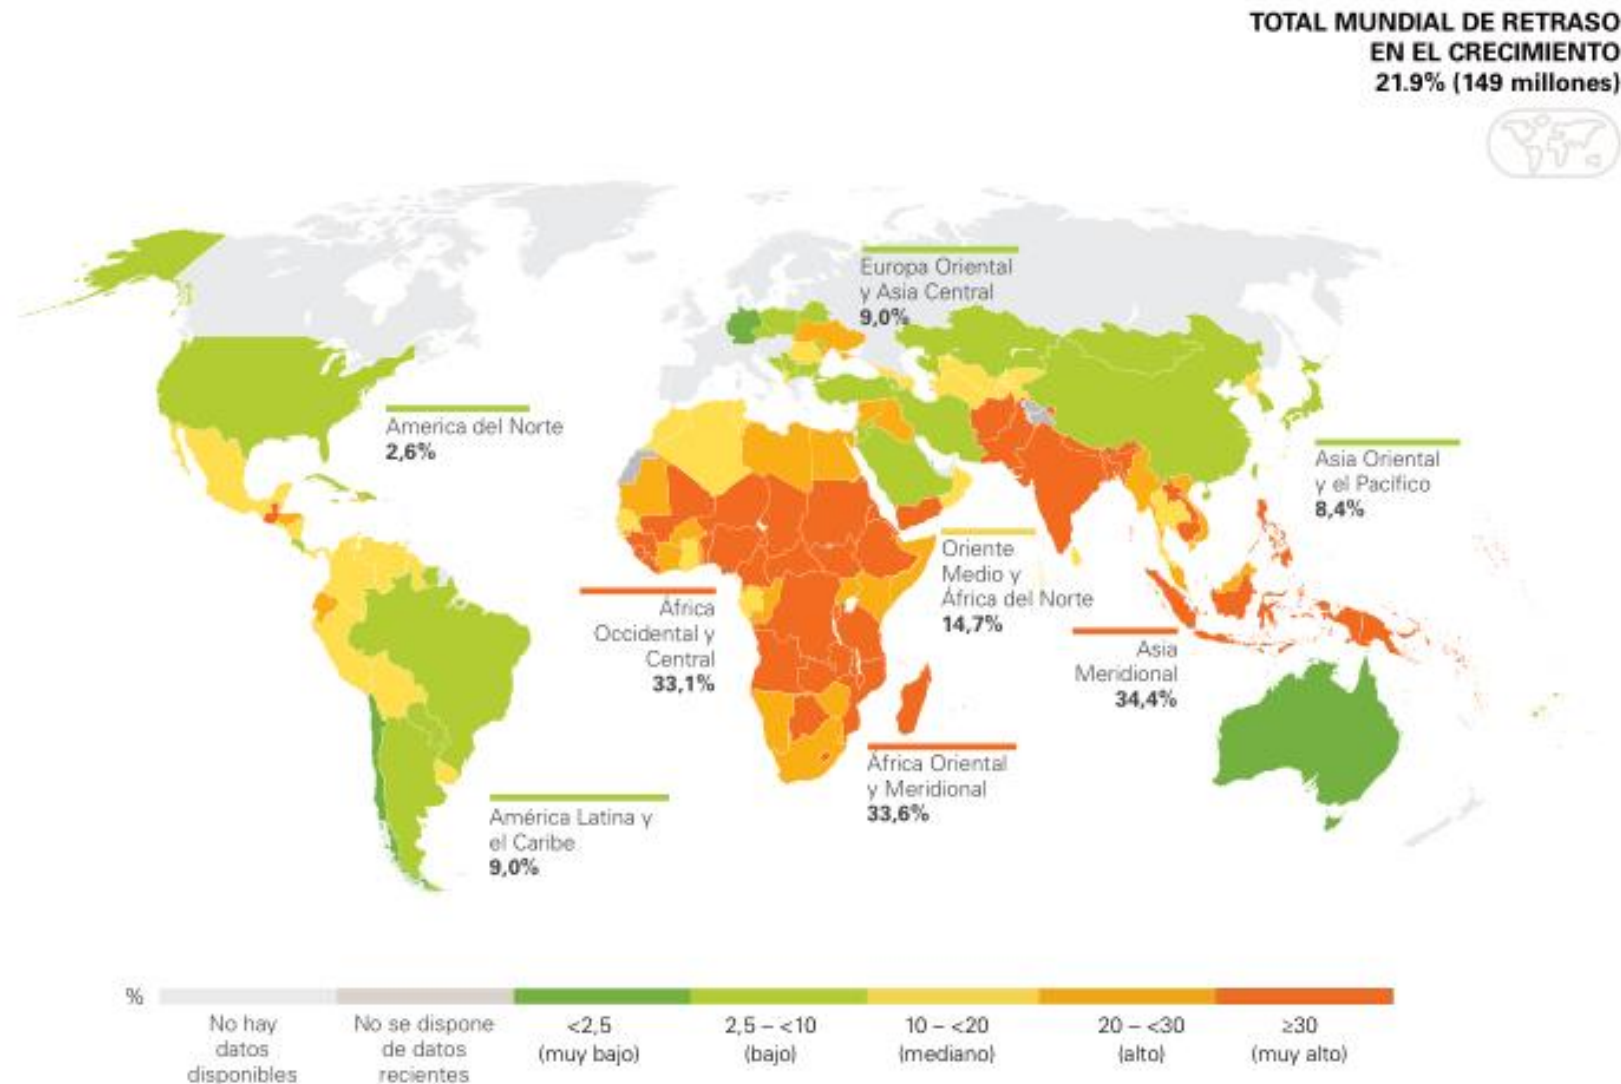 TOTAL MUNDIAL DE RETRASO
EN EL CRECIMIENTO
21.9% (149 millones)
Europa Oriental
y Asia Central
9,0%
America del Norte
2,6%
Asia Oriental
y el Pacífico
8,4%
Oriente
Medio y
África del Norte
14,7%
África
Occidental y
Central
33,1%
Asia
Meridional
34,4%
África Oriental
y Meridional
33,6%
América Latina y
el Caribe
9,0%
%
No hay
datos
disponibles
No se dispone
de datos
recientes
<2,5
(muy bajo)
2,5 – <10
(bajo)
10 – <20
(mediano)
20 – <30
(alto)
≥30
(muy alto)